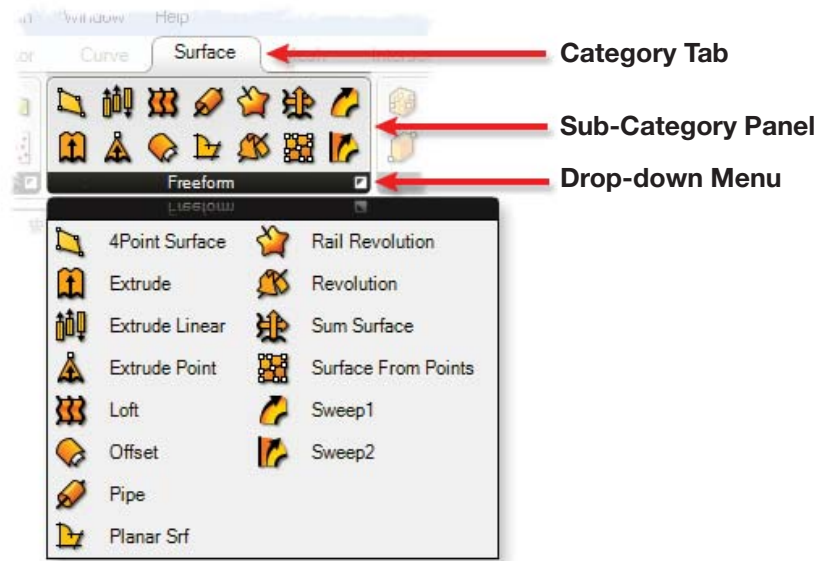 Window Help
Curve Surface
Category Tab
Sub-Category Panel
Freeform
Drop-down Menu
Freeform
4Point Surface Rail Revolution
Extrude Revolution
Extrude Linear Sum Surface
Extrude Point Surface From Points
Loft Sweep1
Offset Sweep2
Pipe
Planar Srf